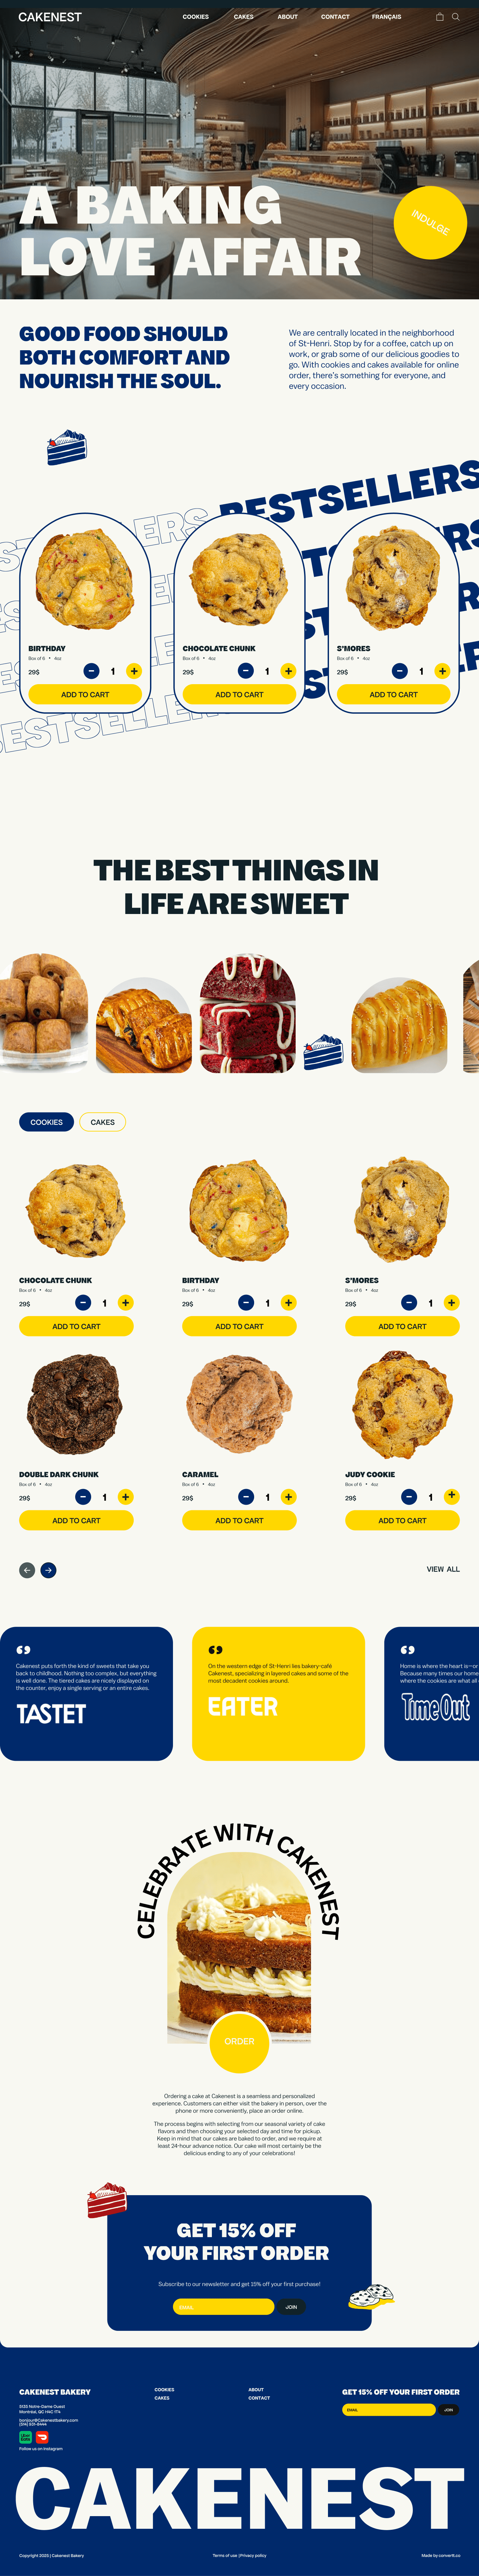 CAKENEST
COOKIES
CAKES
ABOUT
CONTACT
FRANÇAIS
A BAKING
LOVE AFFAIR
INDULGE
GOOD FOOD SHOULD
BOTH COMFORT AND
NOURISH THE SOUL.
We are centrally located in the neighborhood
of St-Henri. Stop by for a coffee, catch up on
work, or grab some of our delicious goodies to
go. With cookies and cakes available for online
order, there's something for everyone, and
every occasion.
BESTSELLERS
BIRTHDAY
Box of 6 • 4oz
29$
- 1 +
ADD TO CART
CHOCOLATE CHUNK
Box of 6 • 4oz
29$
- 1 +
ADD TO CART
S'MORES
Box of 6 • 4oz
29$
- 1 +
ADD TO CART
THE BEST THINGS IN
LIFE ARE SWEET
COOKIES
CAKES
CHOCOLATE CHUNK
Box of 6 • 4oz
29$
- 1 +
ADD TO CART
BIRTHDAY
Box of 6 • 4oz
29$
- 1 +
ADD TO CART
S'MORES
Box of 6 • 4oz
29$
- 1 +
ADD TO CART
DOUBLE DARK CHUNK
Box of 6 • 4oz
29$
- 1 +
ADD TO CART
CARAMEL
Box of 6 • 4oz
29$
- 1 +
ADD TO CART
JUDY COOKIE
Box of 6 • 4oz
29$
- 1 +
ADD TO CART
VIEW ALL
Cakenest puts forth the kind of sweets that take you
back to childhood. Nothing too complex, but everything
is well done. The tiered cakes are nicely displayed on
the counter, enjoy a single serving or an entire cakes.
TASTET
On the western edge of St-Henri lies bakery-café
Cakenest, specializing in layered cakes and some of the
most decadent cookies around.
EATER
Home is where the heart is—or
Because many times our home
where the cookies are what all
TimeOut
CELEBRATE WITH CAKENEST
ORDER
Ordering a cake at Cakenest is a seamless and personalized
experience. Customers can either visit the bakery in person, over the
phone or more conveniently, place an order online.
The process begins with selecting from our seasonal variety of cake
flavors and then choosing your selected day and time for pickup.
Keep in mind that our cakes are baked to order, and we require at
least 24-hour advance notice. Our cake will most certainly be the
delicious ending to any of your celebrations!
GET 15% OFF
YOUR FIRST ORDER
Subscribe to our newsletter and get 15% off your first purchase!
EMAIL
JOIN
CAKENEST BAKERY
3135 Notre-Dame Ouest
Montréal, QC H4C 1T4
bonjour@Cakenestbakery.com
(514) 931-8444
Follow us on Instagram
COOKIES
CAKES
ABOUT
CONTACT
GET 15% OFF YOUR FIRST ORDER
EMAIL
JOIN
CAKENEST
Copyright 2025 | Cakenest Bakery
Terms of use |Privacy policy
Made by convertt.co